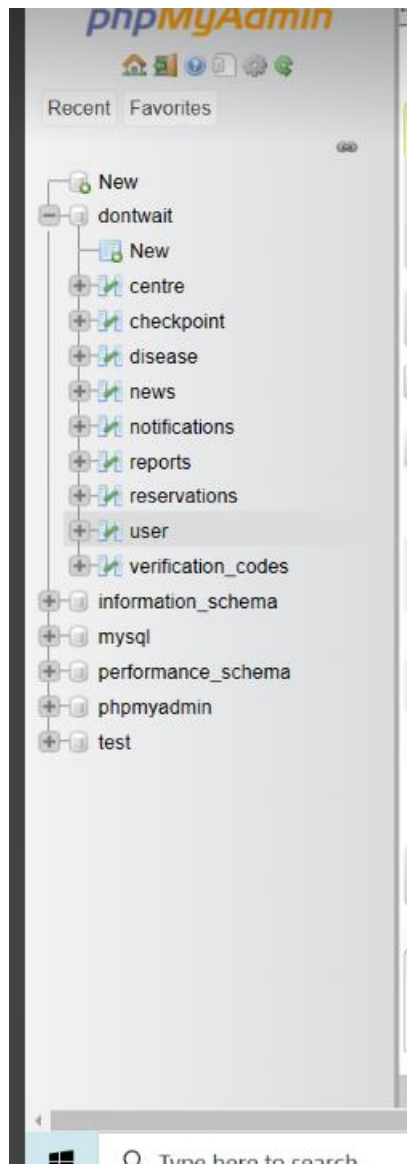 phpMyAdmin
Recent Favorites
New
dontwait
New
centre
checkpoint
disease
news
notifications
reports
reservations
user
verification_codes
information_schema
mysql
performance_schema
phpmyadmin
test
Type here to search